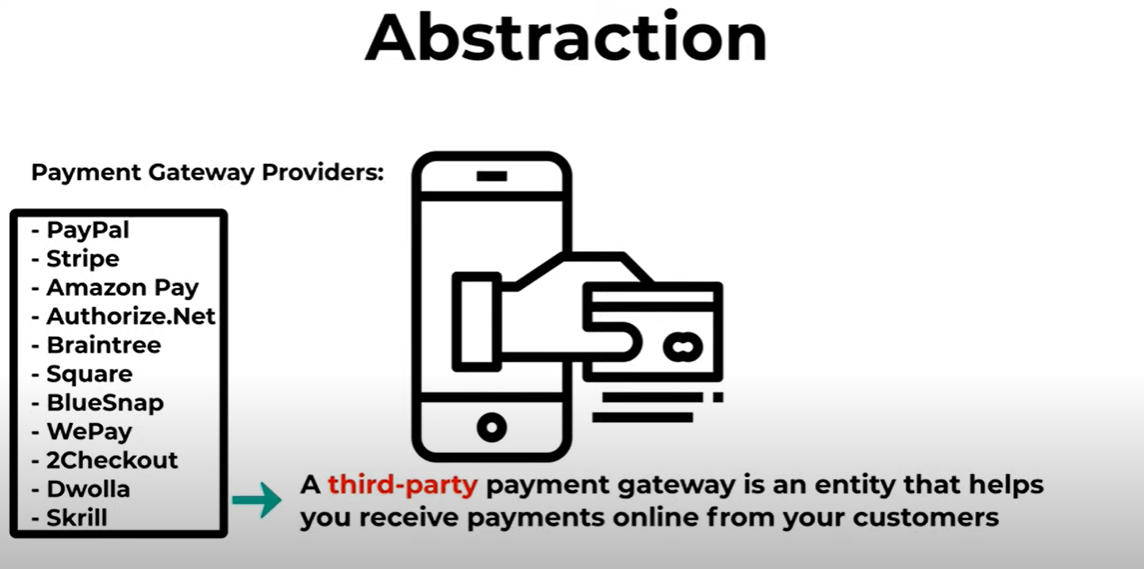 Abstraction
Payment Gateway Providers:
- PayPal
- Stripe
- Amazon Pay
- Authorize.Net
- Braintree
- Square
- BlueSnap
- WePay
- 2Checkout
- Dwolla
- Skrill
A third-party payment gateway is an entity that helps
you receive payments online from your customers